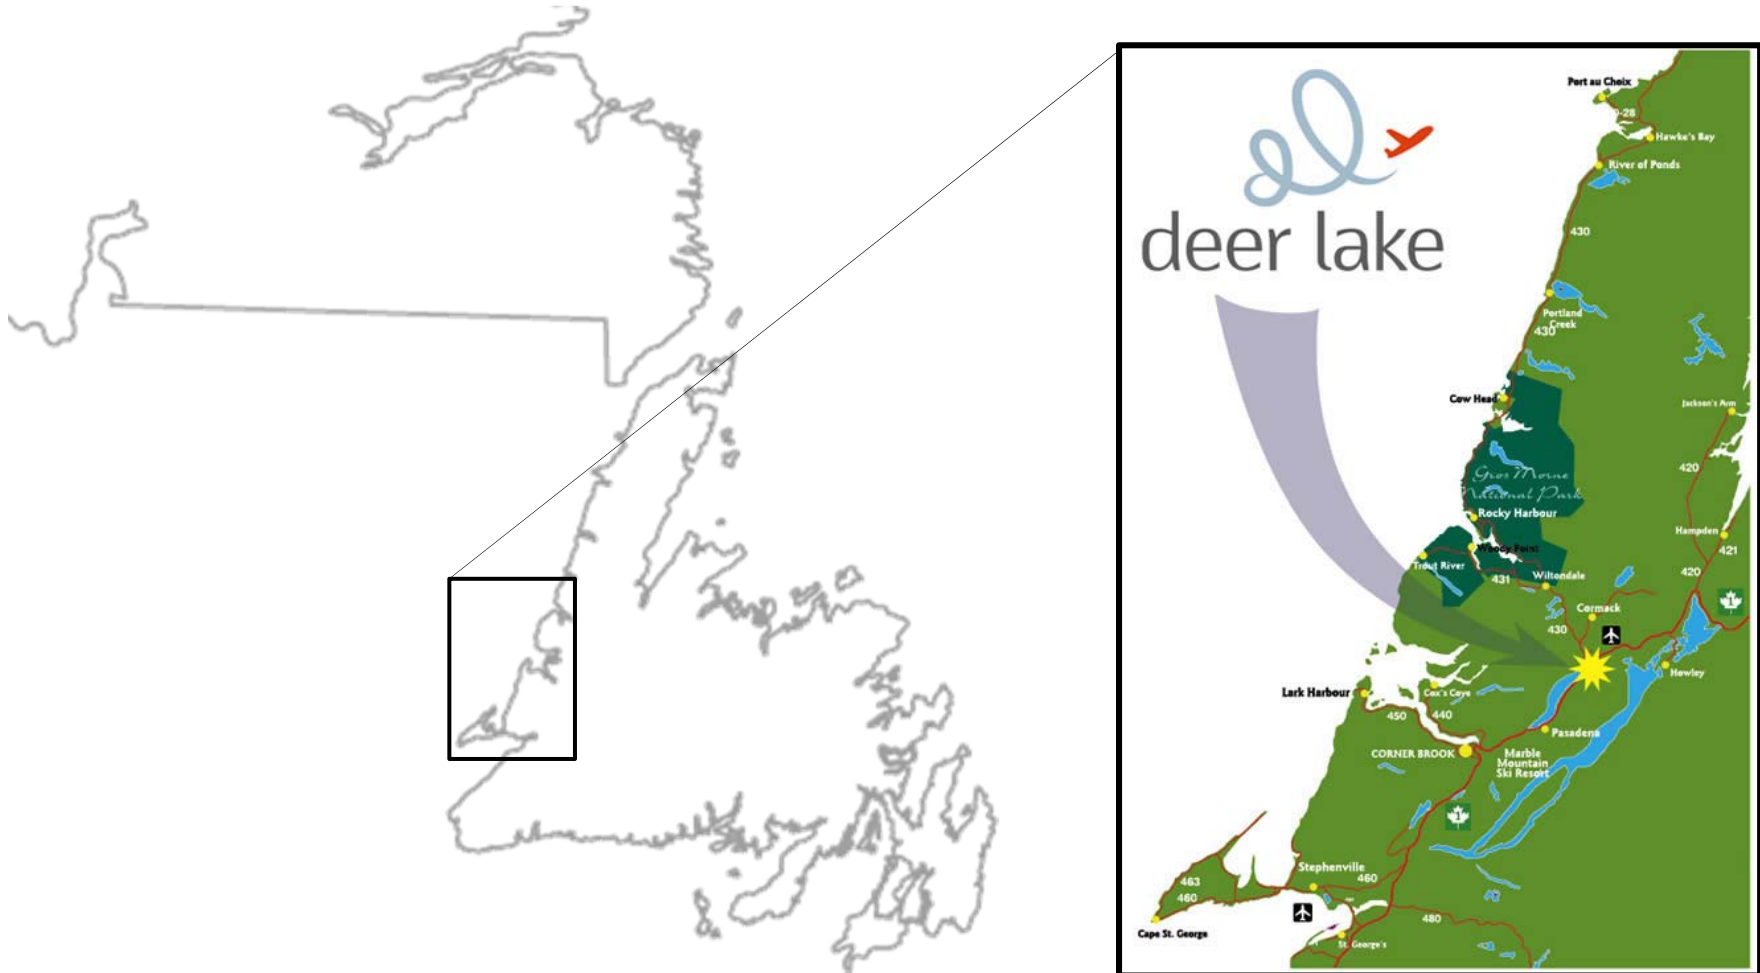 deer lake
Port au Choix
Hawke's Bay
River of Ponds
430
Portland
Creek
430
Cow Head
Jackson's Arm
420
Gros Morne
National Park
Rocky Harbour
Hampden
421
Woody Point
Trout River
431
Wiltondale
420
1
Cormack
430
Howley
Lark Harbour
Cox's Cove
450
440
Pasadena
CORNER BROOK
Marble
Mountain
Ski Resort
1
Stephenville
460
463
460
480
Cape St. George
St. George's